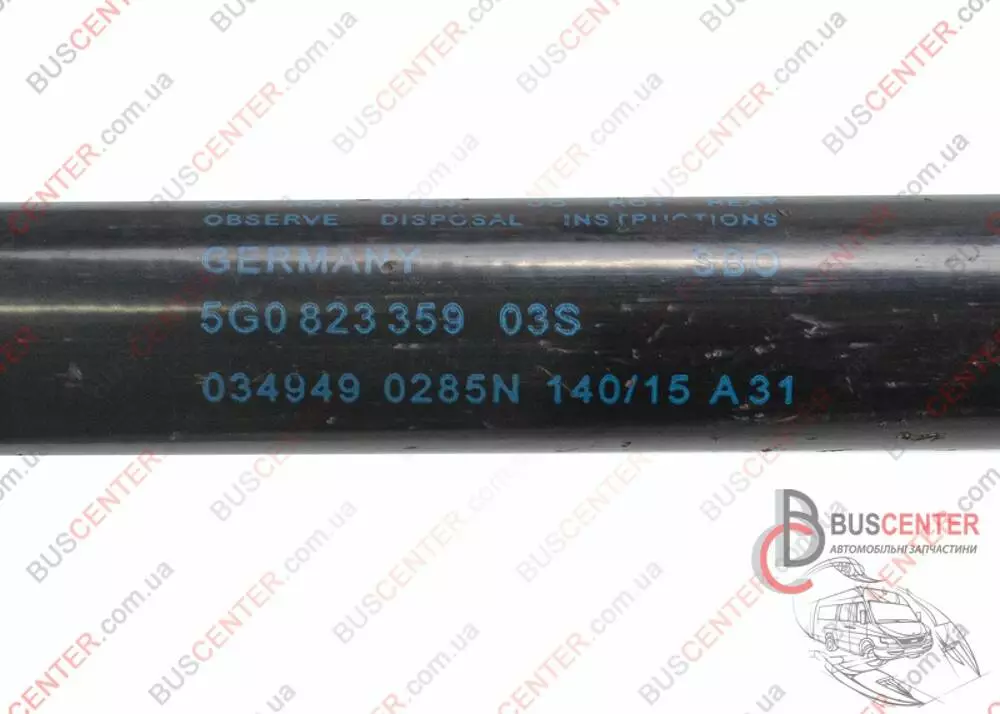 OBSERVE DISPOSAL INSTRUCTIONS
GERMANY SBO
5G0 823 359 03S
034949 0285N 140/15 A31
BUSCENTER
АВТОМОБІЛЬНІ ЗАПЧАСТИНИ
BUSCENTER.com.ua